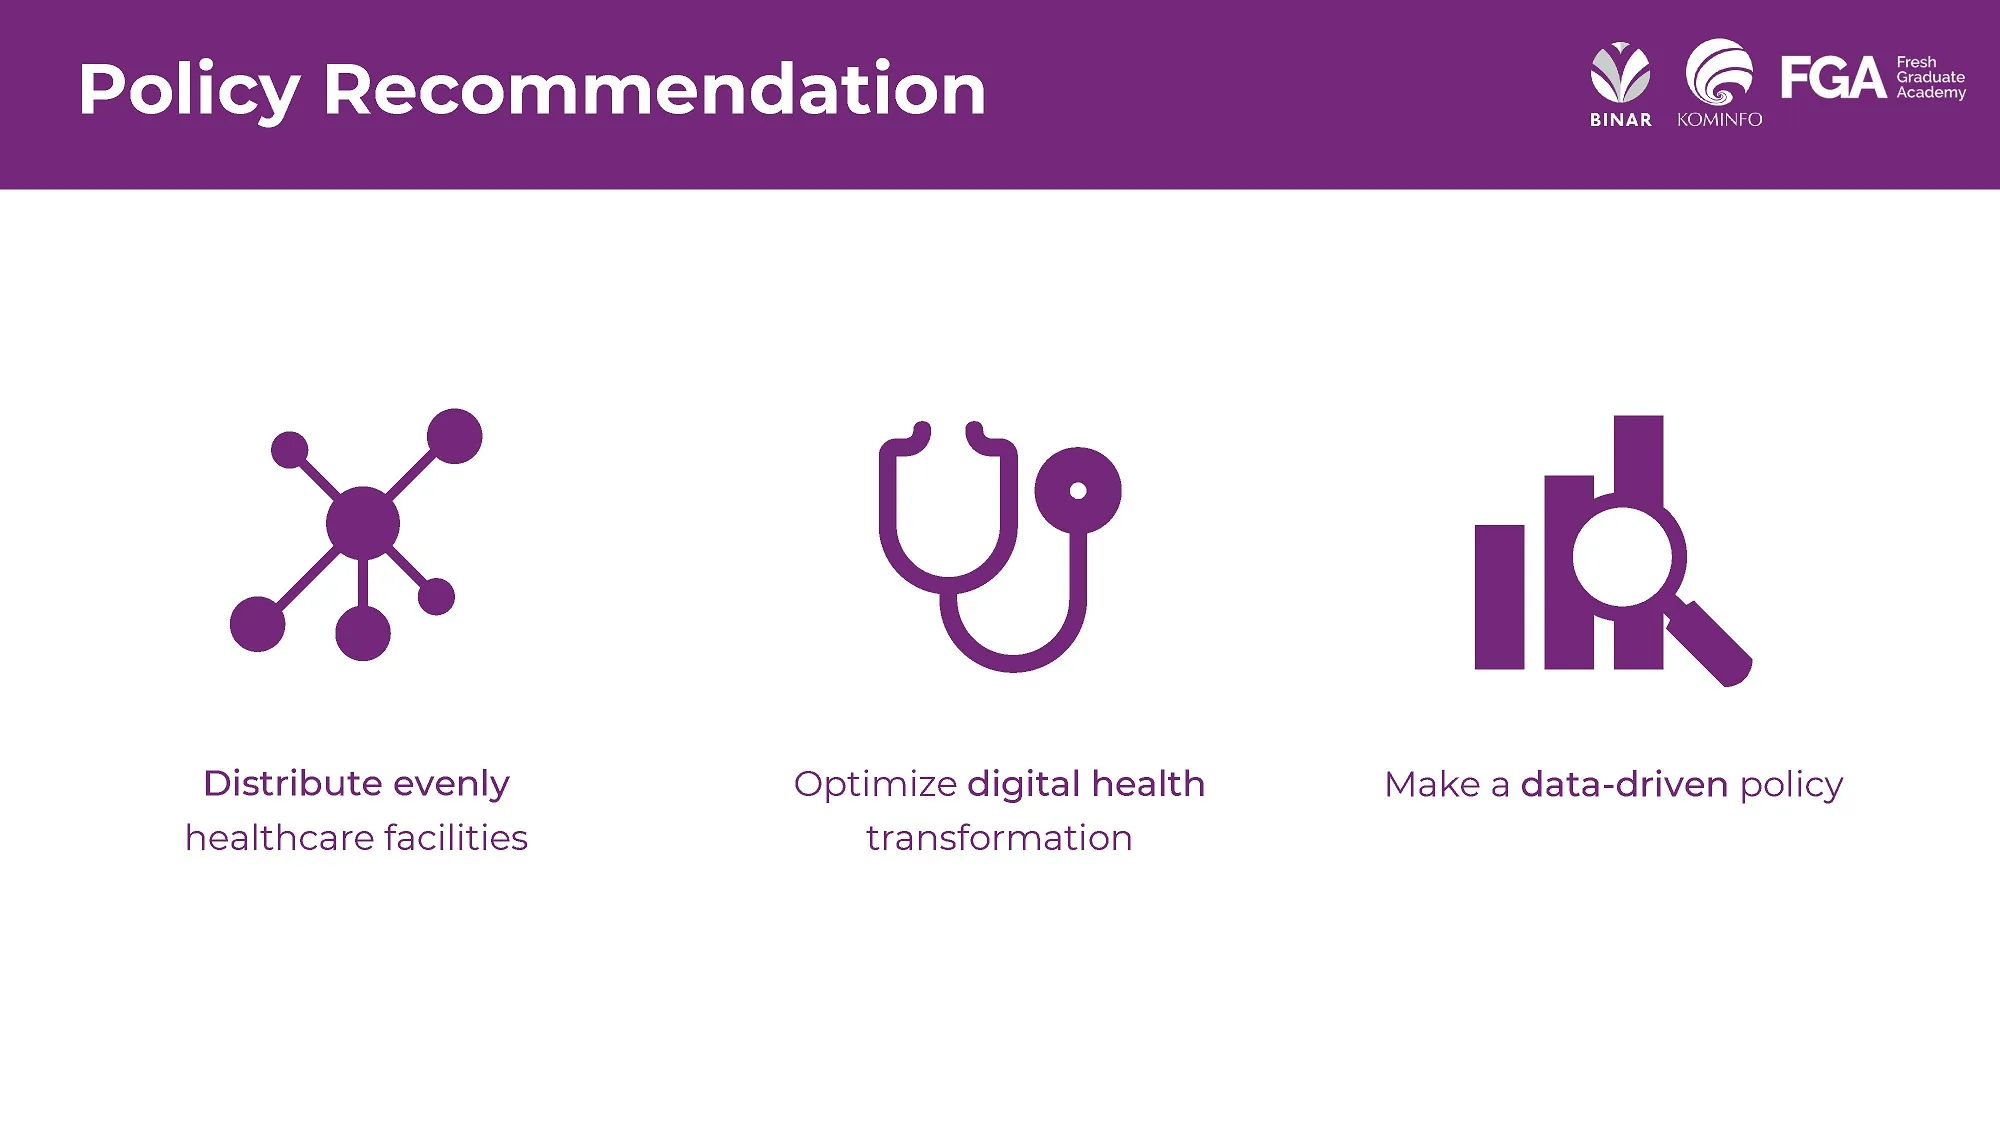 Policy Recommendation
BINAR
KOMINFO
FGA
Fresh
Graduate
Academy
Distribute evenly
healthcare facilities
Optimize digital health
transformation
Make a data-driven policy